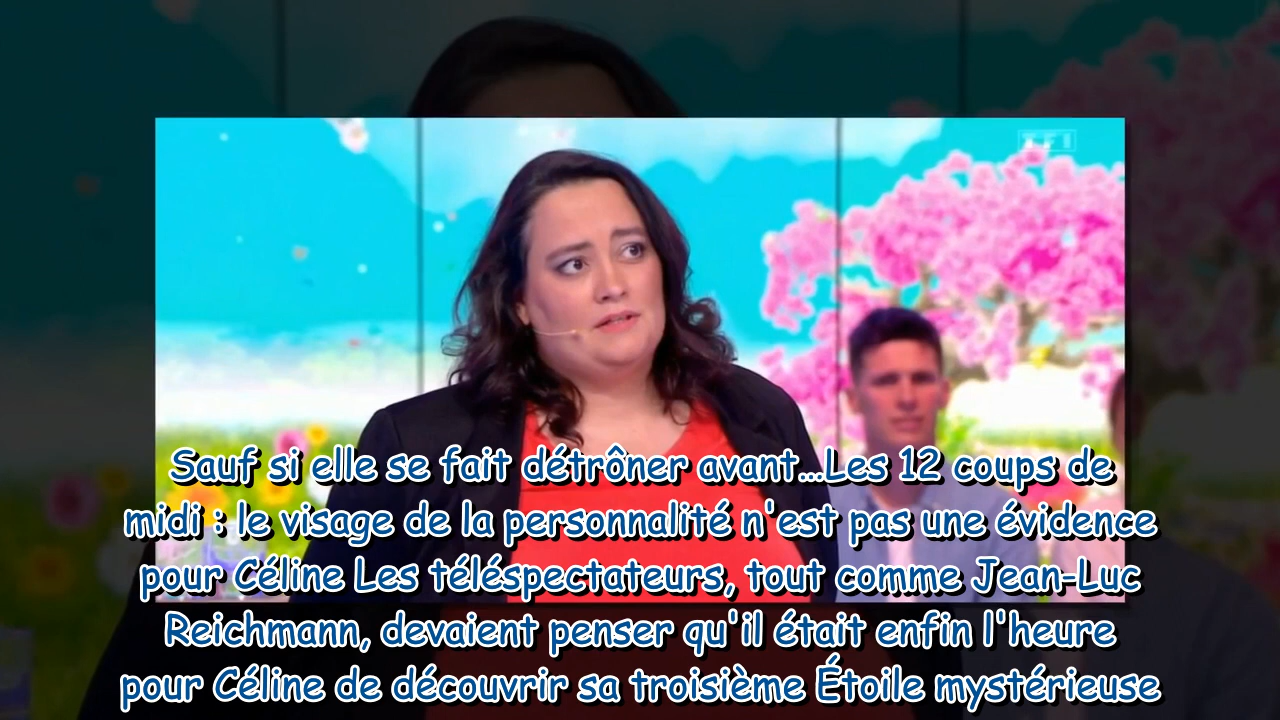 TF1
Sauf si elle se fait détrôner avant...Les 12 coups de
midi : le visage de la personnalité n'est pas une évidence
pour Céline Les téléspectateurs, tout comme Jean-Luc
Reichmann, devaient penser qu'il était enfin l'heure
pour Céline de découvrir sa troisième Étoile mystérieuse